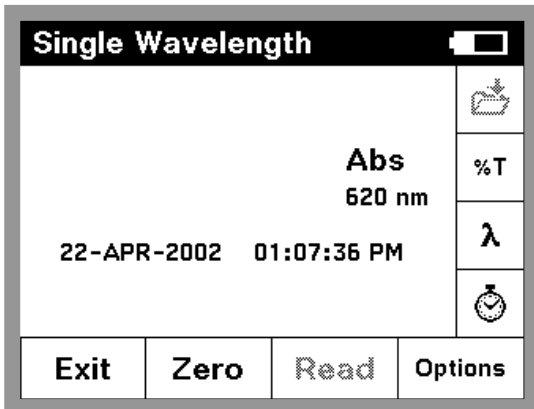 Single Wavelength
Abs
%T
620 nm
λ
22-APR-2002 01:07:36 PM
Exit Zero Read Options